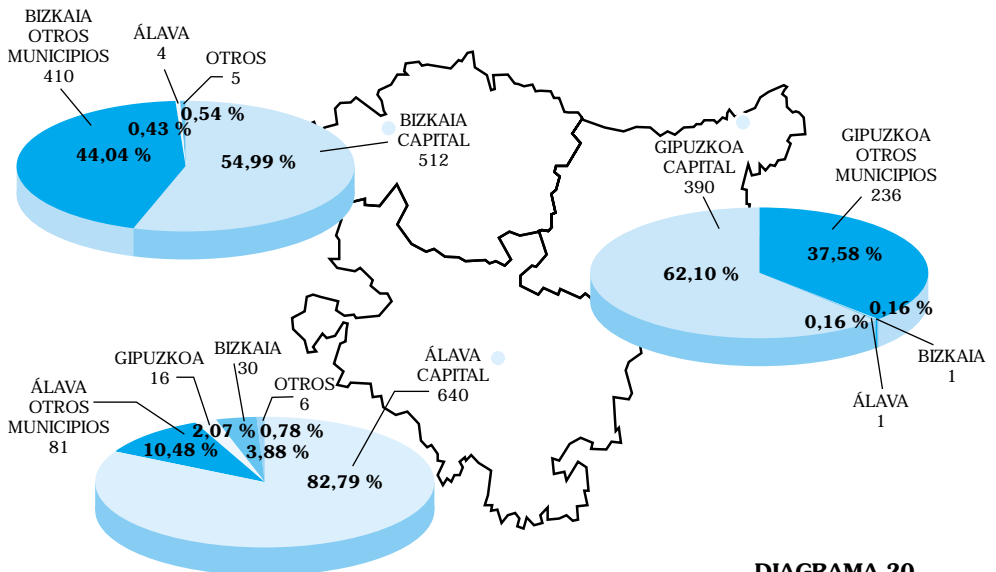 BIZKAIA
OTROS
MUNICIPIOS
410
ÁLAVA
4
OTROS
5
0,54 %
0,43 %
44,04 %
54,99 %
BIZKAIA
CAPITAL
512
GIPUZKOA
CAPITAL
390
GIPUZKOA
OTROS
MUNICIPIOS
236
37,58 %
62,10 %
0,16 %
0,16 %
BIZKAIA
1
ÁLAVA
1
ÁLAVA
OTROS
MUNICIPIOS
81
GIPUZKOA
16
BIZKAIA
30
OTROS
6
ÁLAVA
CAPITAL
640
2,07 %
0,78 %
10,48 %
3,88 %
82,79 %
DIAGRAMA 20